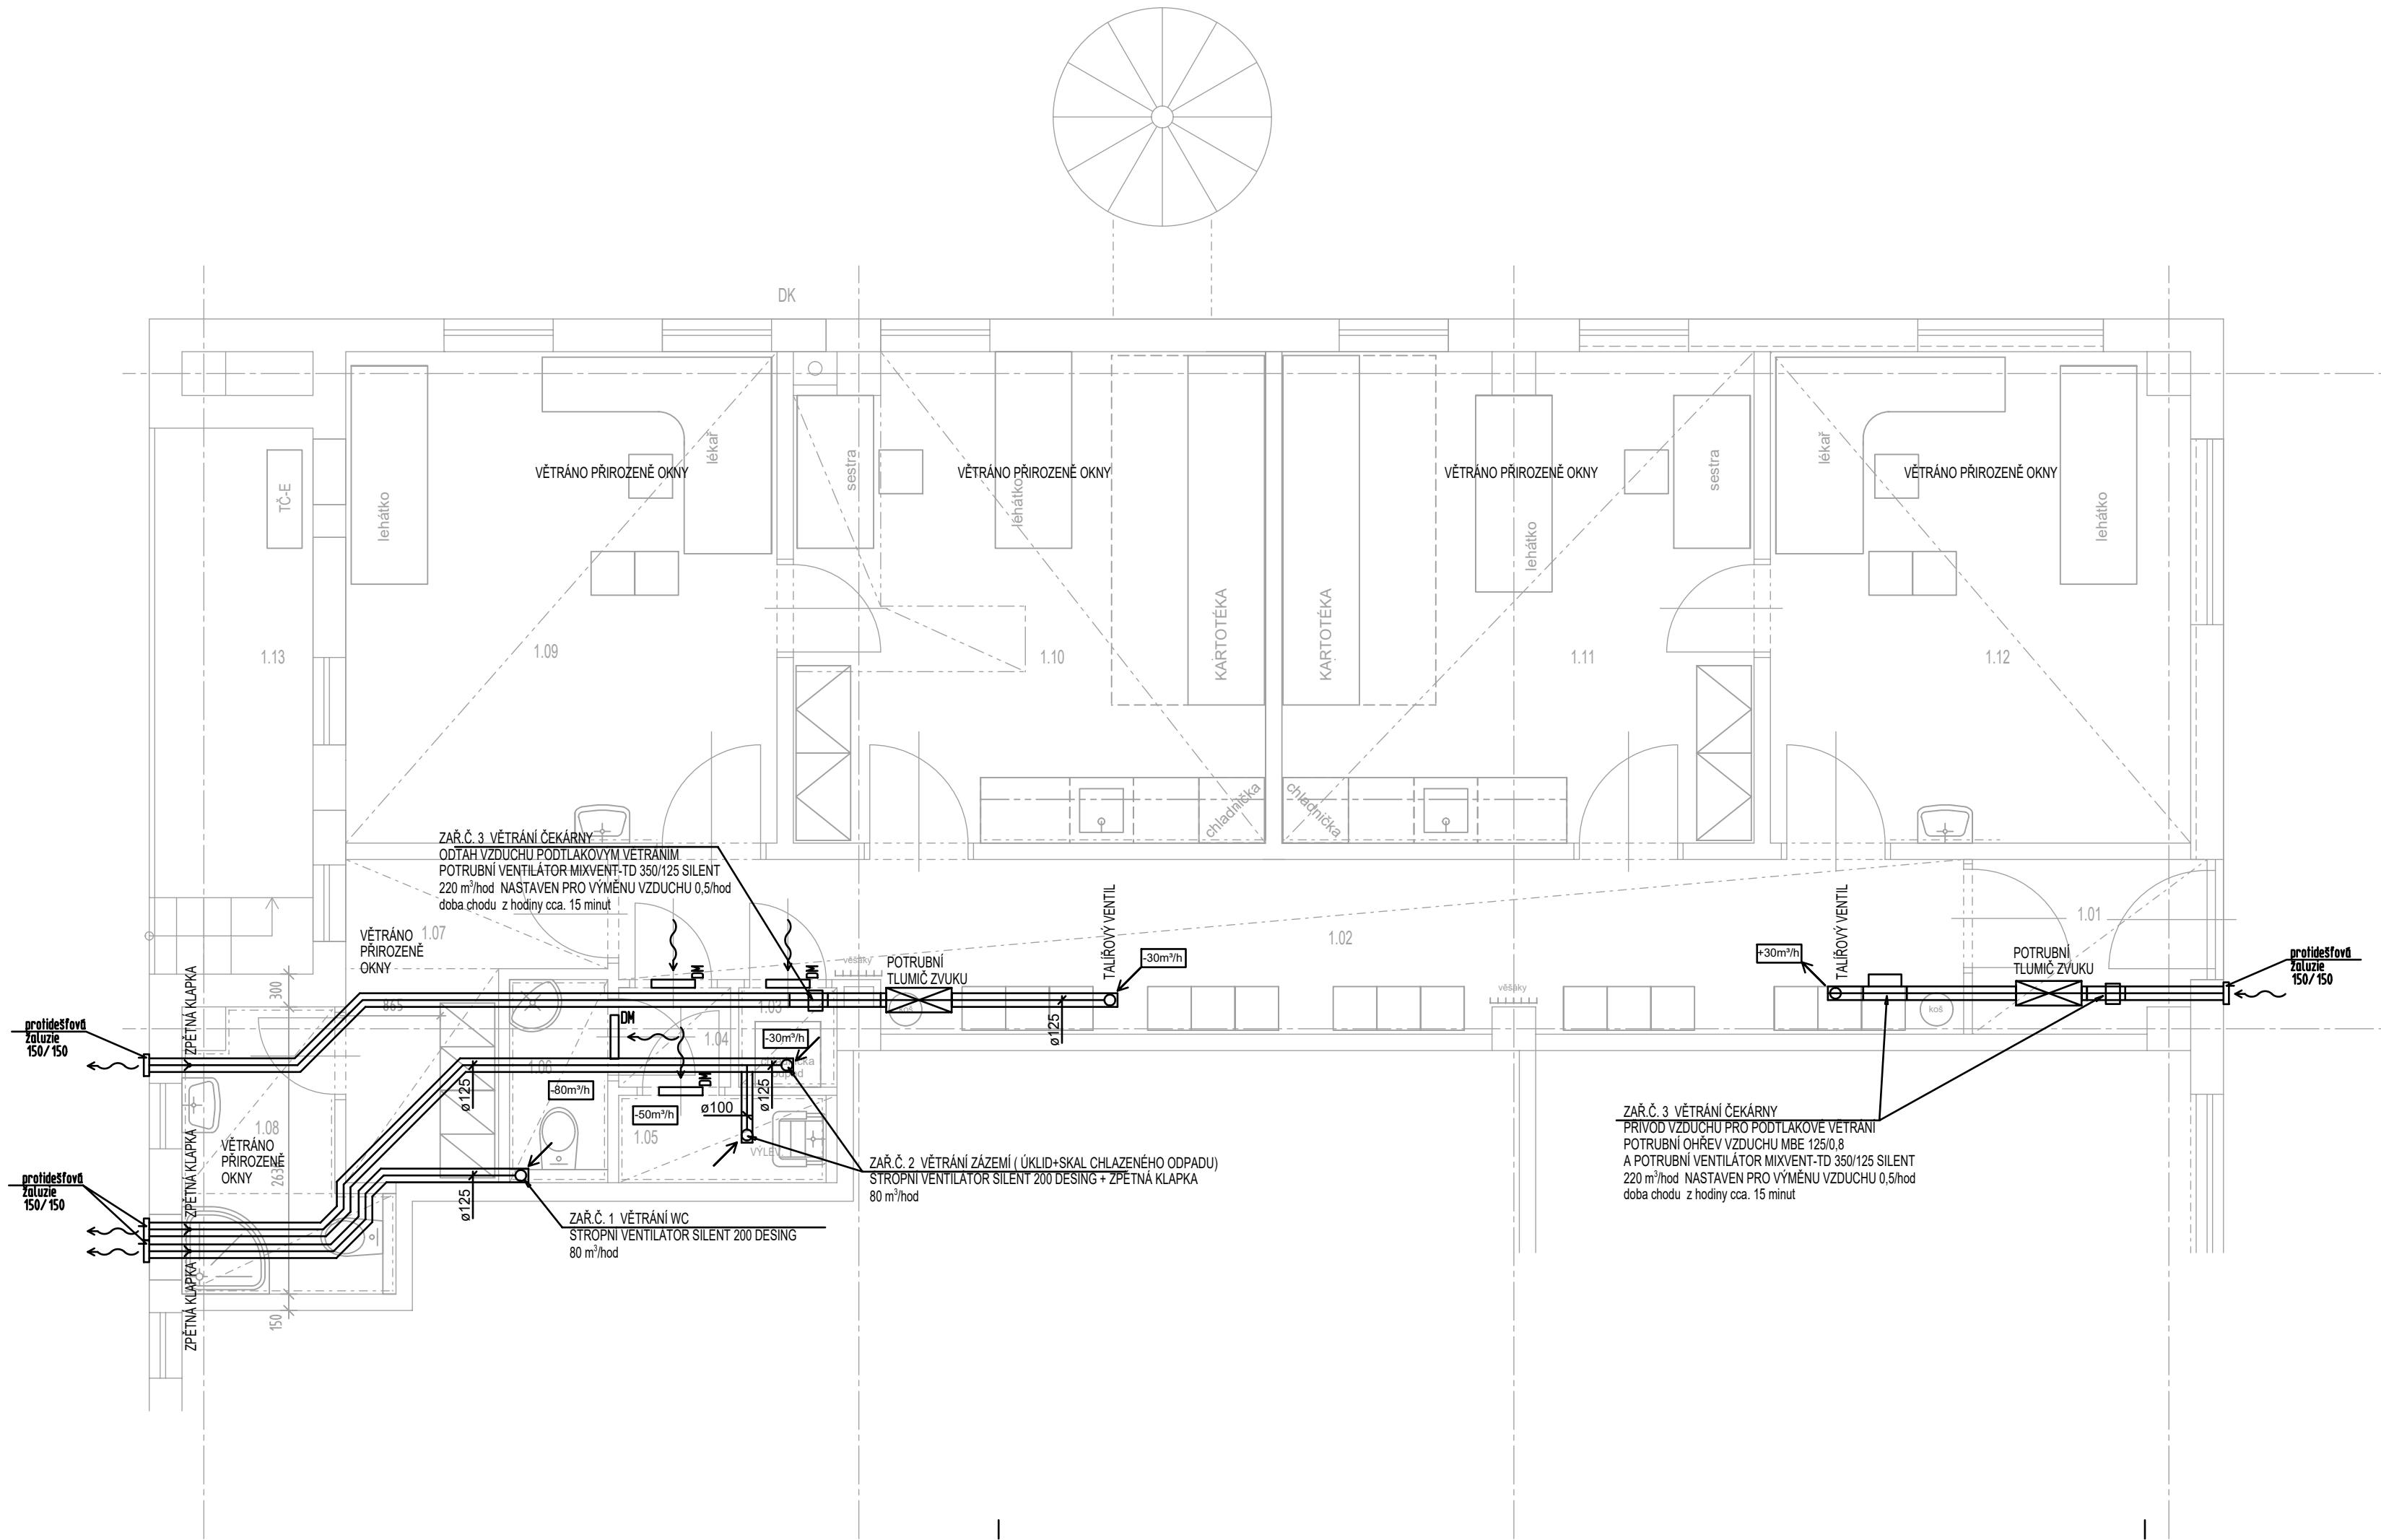 DK
TČ-E
lehátko
lékař
VĚTRÁNO PŘIROZENĚ OKNY
sestra
VĚTRÁNO PŘIROZENĚ OKNY
lehátko
VĚTRÁNO PŘIROZENĚ OKNY
lehátko
sestra
lékař
VĚTRÁNO PŘIROZENĚ OKNY
lehátko
KARTOTÉKA
KARTOTÉKA
1.13
1.09
1.10
1.11
1.12
chladnička
chladnička
ZAŘ.Č. 3 VĚTRÁNÍ ČEKÁRNY
ODTAH VZDUCHU PODTLAKOVÝM VĚTRÁNÍM
POTRUBNÍ VENTILÁTOR MIXVENT-TD 350/125 SILENT
220 m³/hod NASTAVEN PRO VÝMĚNU VZDUCHU 0,5/hod
doba chodu z hodiny cca. 15 minut
1.07
VĚTRÁNO
PŘIROZENĚ
OKNY
1.02
1.01
TALÍŘOVÝ VENTIL
-30m³/h
+30m³/h
TALÍŘOVÝ VENTIL
POTRUBNÍ
TLUMIČ ZVUKU
POTRUBNÍ
TLUMIČ ZVUKU
věšáky
věšáky
koš
koš
protidešťová
žaluzie
150/150
ZPĚTNÁ KLAPKA
300
865
DM
DM
DM
DM
1.03
1.04
1.05
1.06
1.08
-30m³/h
-80m³/h
-50m³/h
ø125
ø125
ø125
ø125
ø100
protidešťová
žaluzie
150/150
ZPĚTNÁ KLAPKA
VĚTRÁNO
PŘIROZENĚ
OKNY
protidešťová
žaluzie
150/150
ZPĚTNÁ KLAPKA
150
ZAŘ.Č. 1 VĚTRÁNÍ WC
STROPNÍ VENTILÁTOR SILENT 200 DESING
80 m³/hod
ZAŘ.Č. 2 VĚTRÁNÍ ZÁZEMÍ ( ÚKLID+SKAL CHLAZENÉHO ODPADU)
STROPNÍ VENTILÁTOR SILENT 200 DESING + ZPĚTNÁ KLAPKA
80 m³/hod
ZAŘ.Č. 3 VĚTRÁNÍ ČEKÁRNY
PŘÍVOD VZDUCHU PRO PODTLAKOVÉ VĚTRÁNÍ
POTRUBNÍ OHŘEV VZDUCHU MBE 125/0,8
A POTRUBNÍ VENTILÁTOR MIXVENT-TD 350/125 SILENT
220 m³/hod NASTAVEN PRO VÝMĚNU VZDUCHU 0,5/hod
doba chodu z hodiny cca. 15 minut